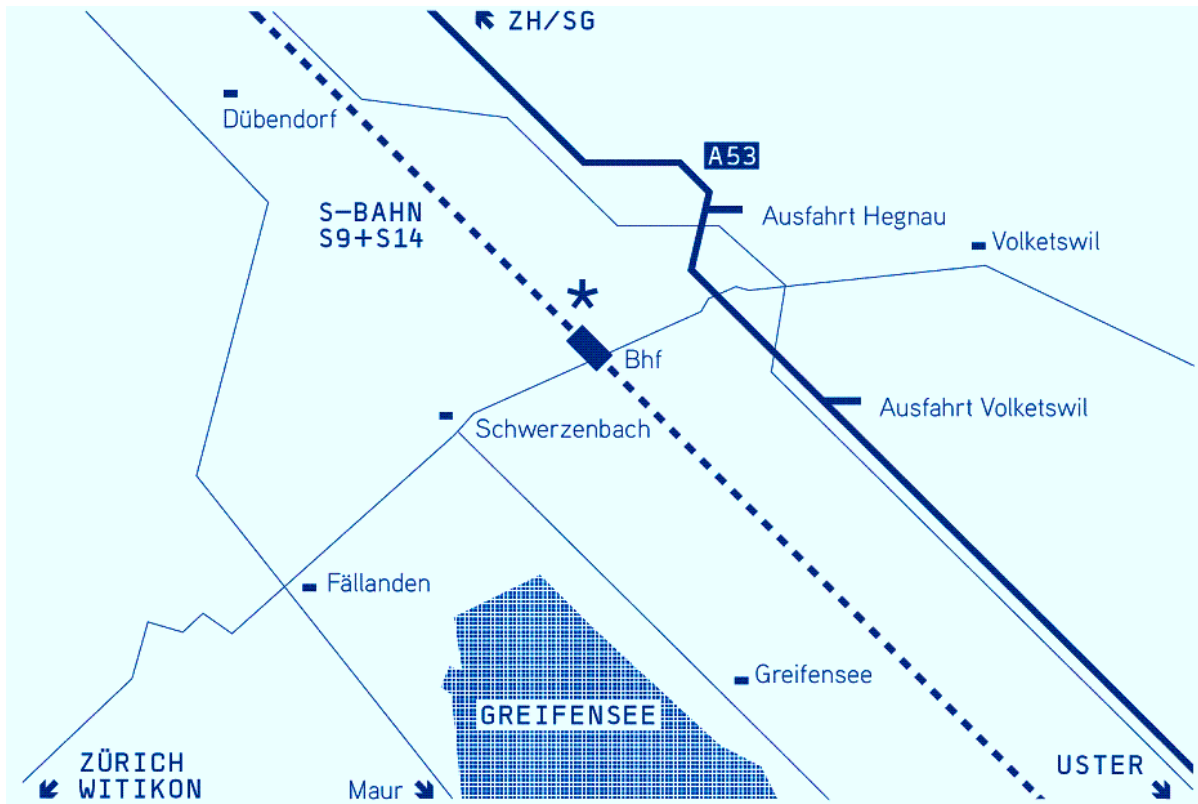 ZH/SG
Dübendorf
A53
S–BAHN
S9+S14
Ausfahrt Hegnau
Volketswil
Bhf
Ausfahrt Volketswil
Schwerzenbach
Fällanden
Greifensee
GREIFENSEE
ZÜRICH
WITIKON
Maur
USTER